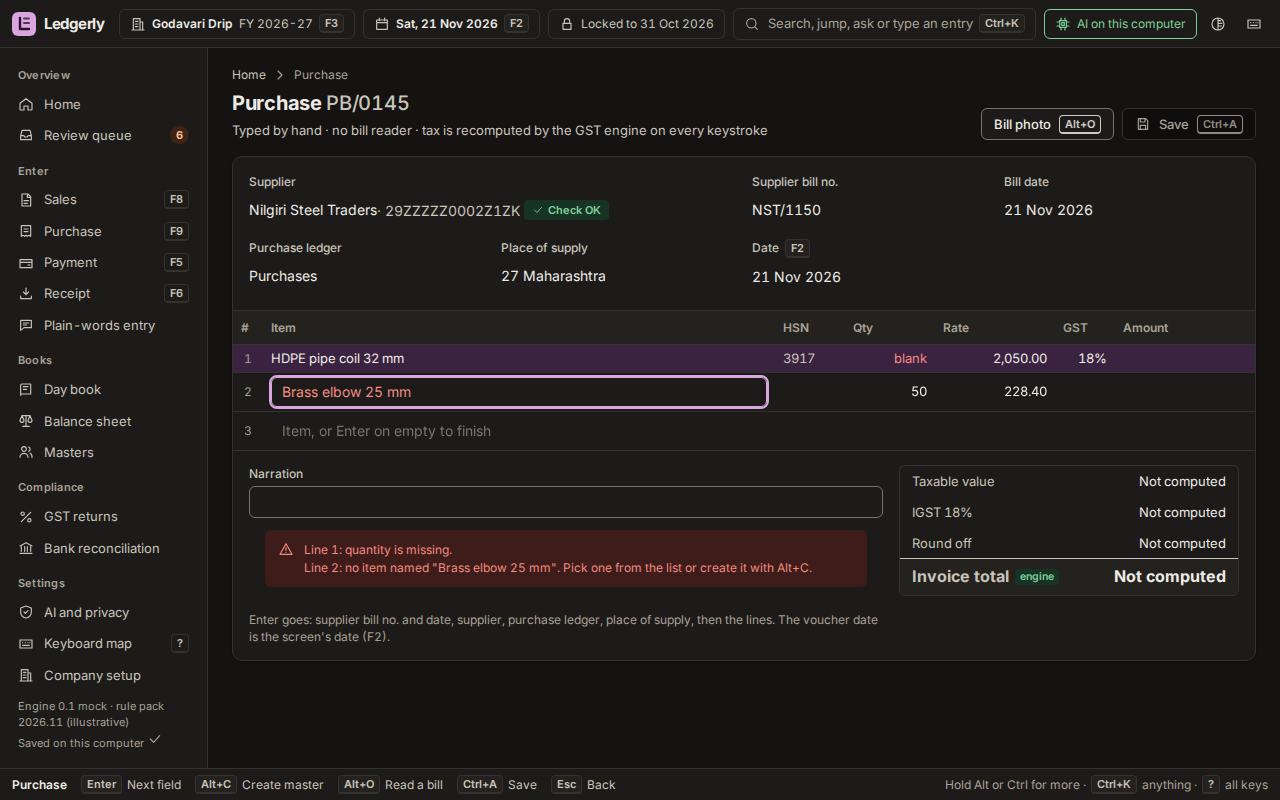 Ledgerly
Godavari Drip FY 2026-27 F3
Sat, 21 Nov 2026 F2
Locked to 31 Oct 2026
Search, jump, ask or type an entry Ctrl+K
AI on this computer
Overview
Home
Review queue 6
Enter
Sales F8
Purchase F9
Payment F5
Receipt F6
Plain-words entry
Books
Day book
Balance sheet
Masters
Compliance
GST returns
Bank reconciliation
Settings
AI and privacy
Keyboard map ?
Company setup
Engine 0.1 mock · rule pack
2026.11 (illustrative)
Saved on this computer
Home > Purchase
Purchase PB/0145
Typed by hand · no bill reader · tax is recomputed by the GST engine on every keystroke
Bill photo Alt+O
Save Ctrl+A
Supplier Supplier bill no. Bill date
Nilgiri Steel Traders · 29ZZZZZ0002Z1ZK Check OK NST/1150 21 Nov 2026
Purchase ledger Place of supply Date F2
Purchases 27 Maharashtra 21 Nov 2026
# Item HSN Qty Rate GST Amount
1 HDPE pipe coil 32 mm 3917 blank 2,050.00 18%
2 Brass elbow 25 mm 50 228.40
3 Item, or Enter on empty to finish
Narration
Line 1: quantity is missing.
Line 2: no item named "Brass elbow 25 mm". Pick one from the list or create it with Alt+C.
Enter goes: supplier bill no. and date, supplier, purchase ledger, place of supply, then the lines. The voucher date
is the screen's date (F2).
Taxable value Not computed
IGST 18% Not computed
Round off Not computed
Invoice total engine Not computed
Purchase Enter Next field Alt+C Create master Alt+O Read a bill Ctrl+A Save Esc Back
Hold Alt or Ctrl for more · Ctrl+K anything · ? all keys